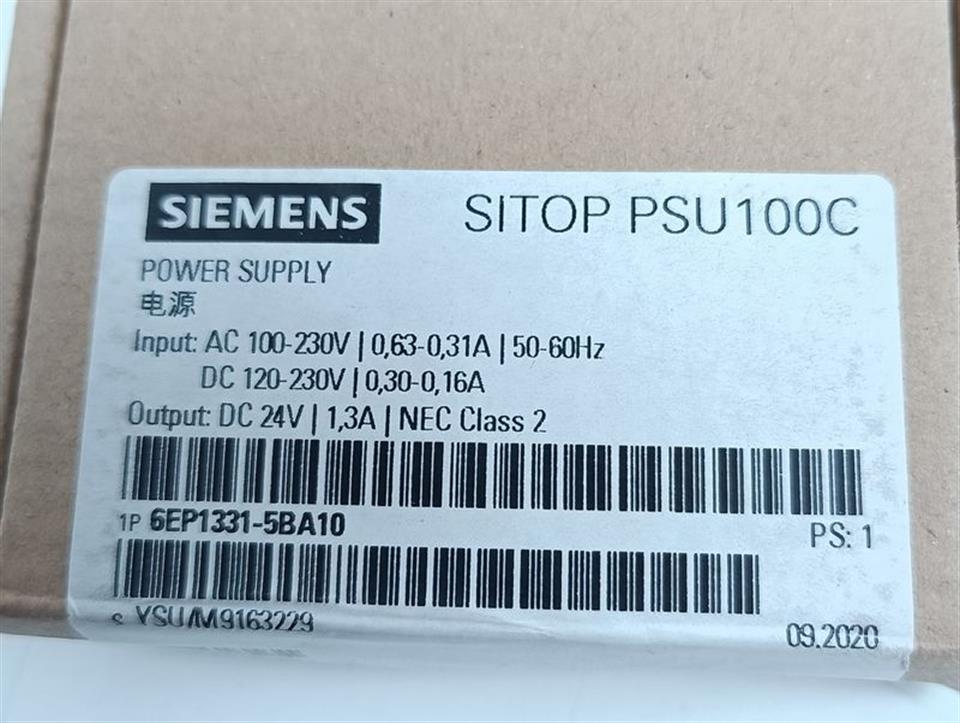 SIEMENS SITOP PSU100C
POWER SUPPLY
电源
Input: AC 100-230V | 0,63-0,31A | 50-60Hz
DC 120-230V | 0,30-0,16A
Output: DC 24V | 1,3A | NEC Class 2
1P 6EP1331-5BA10 PS: 1
S VSU/M9163229 09.2020